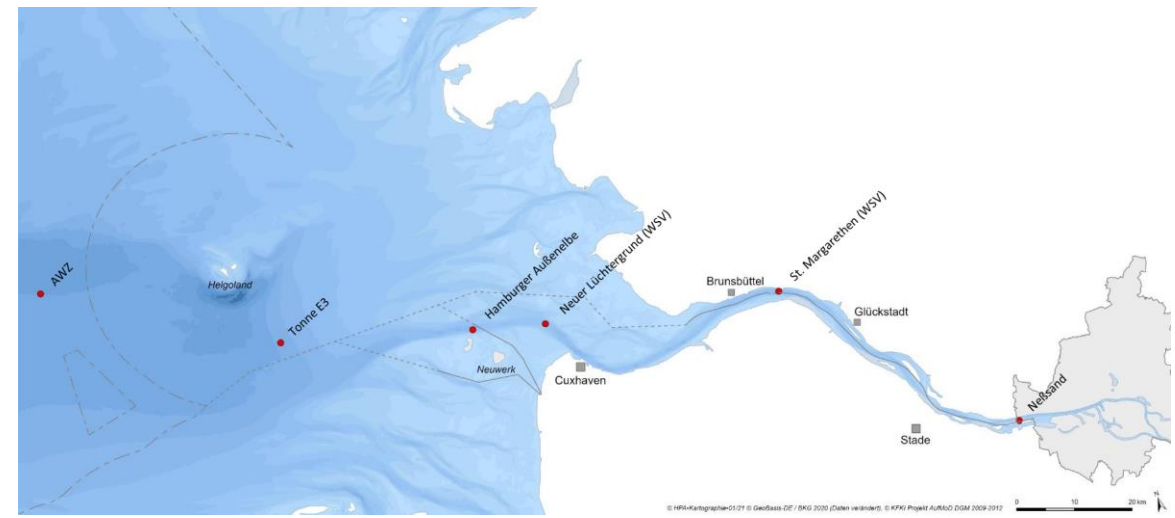 AWZ
Helgoland
Tonne E3
Hamburger Außenelbe
Neuer Lüchtergrund (WSV)
Neuwerk
Cuxhaven
Brunsbüttel
St. Margarethen (WSV)
Glückstadt
Stade
Neßsand
© HPA•Kartographie•01/21 © GeoBasis-DE / BKG 2020 (Daten verändert), © KFKI Projekt AufMoD DGM 2009-2012
0 10 20 km
N